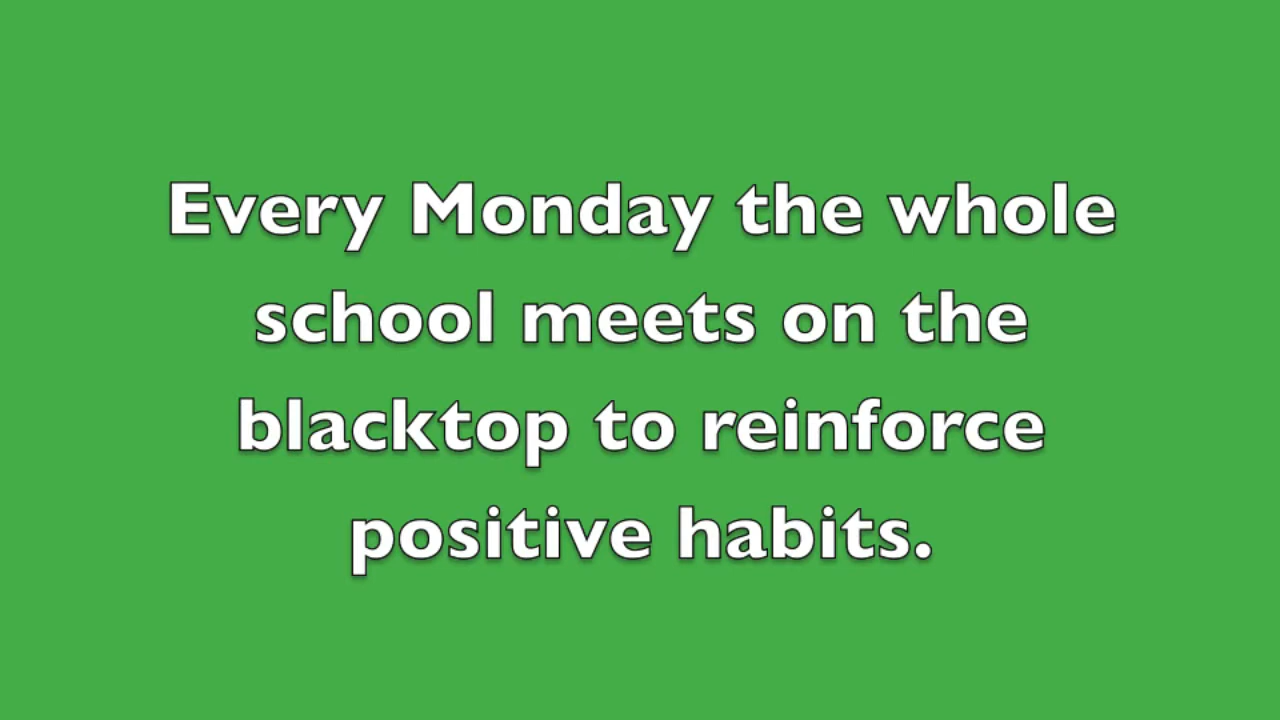 Every Monday the whole
school meets on the
blacktop to reinforce
positive habits.